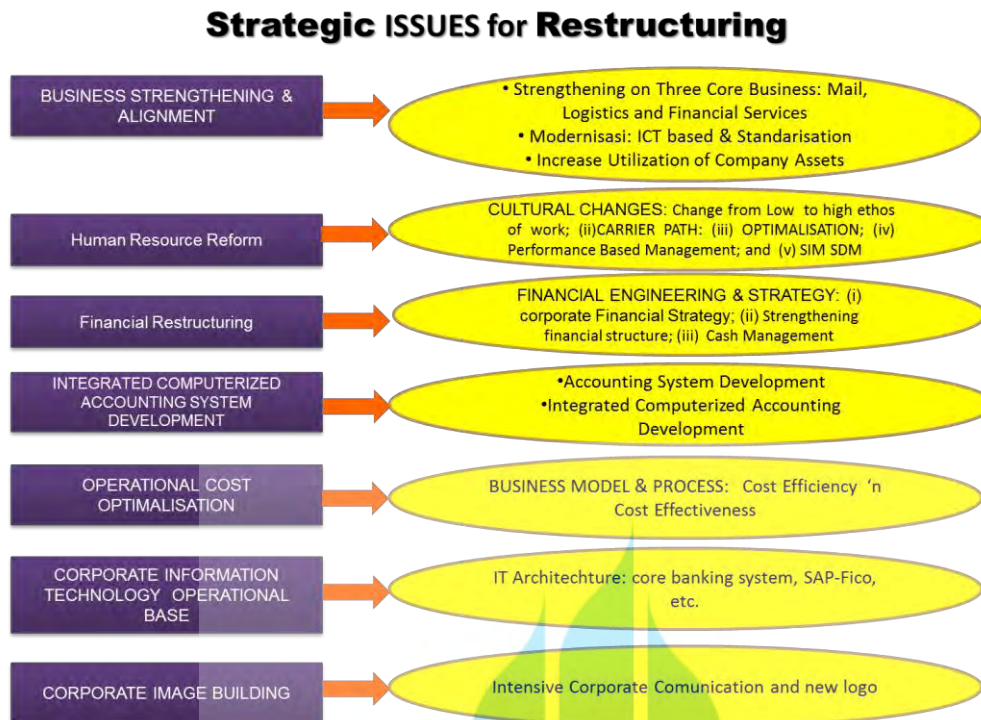 Strategic ISSUES for Restructuring
BUSINESS STRENGTHENING &
ALIGNMENT
• Strengthening on Three Core Business: Mail,
Logistics and Financial Services
• Modernisasi: ICT based & Standarisation
• Increase Utilization of Company Assets
Human Resource Reform
CULTURAL CHANGES: Change from Low to high ethos
of work; (ii)CARRIER PATH: (iii) OPTIMALISATION; (iv)
Performance Based Management; and (v) SIM SDM
Financial Restructuring
FINANCIAL ENGINEERING & STRATEGY: (i)
corporate Financial Strategy; (ii) Strengthening
financial structure; (iii) Cash Management
INTEGRATED COMPUTERIZED
ACCOUNTING SYSTEM
DEVELOPMENT
•Accounting System Development
•Integrated Computerized Accounting
Development
OPERATIONAL COST
OPTIMALISATION
BUSINESS MODEL & PROCESS: Cost Efficiency ‘n
Cost Effectiveness
CORPORATE INFORMATION
TECHNOLOGY OPERATIONAL
BASE
IT Architechture: core banking system, SAP-Fico,
etc.
CORPORATE IMAGE BUILDING
Intensive Corporate Comunication and new logo